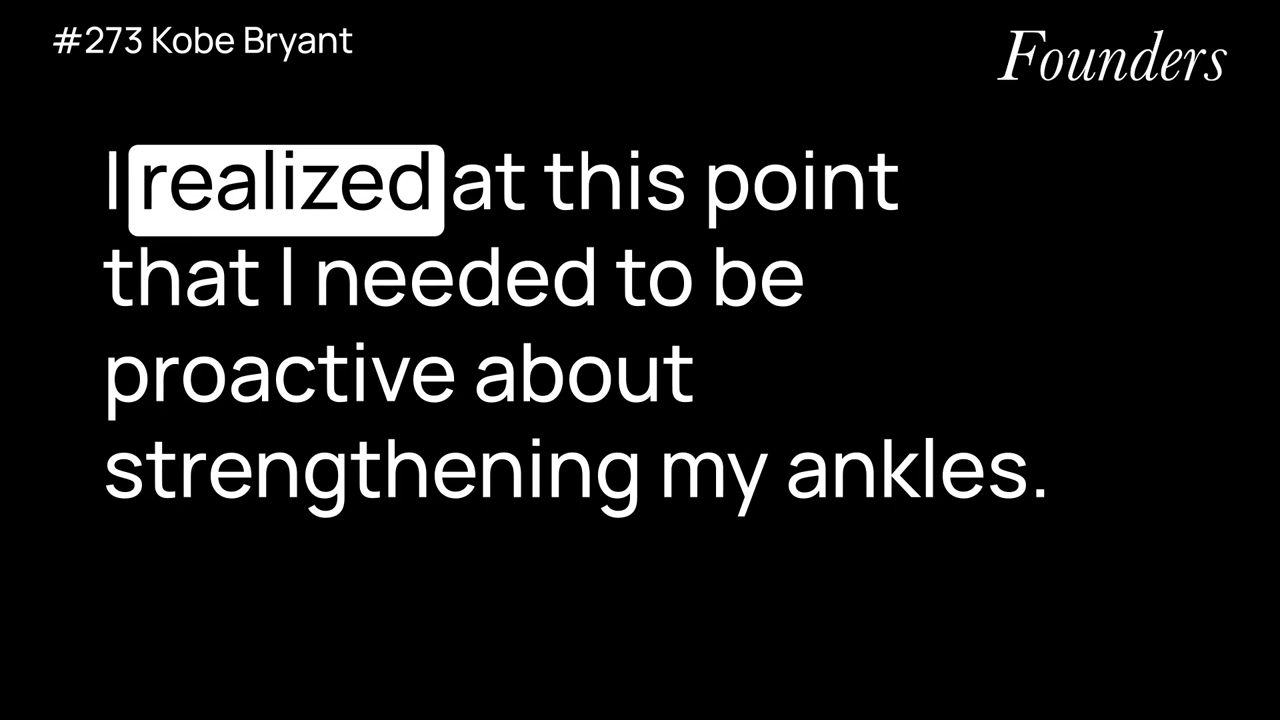 #273 Kobe Bryant
Founders
I realized at this point
that I needed to be
proactive about
strengthening my ankles.